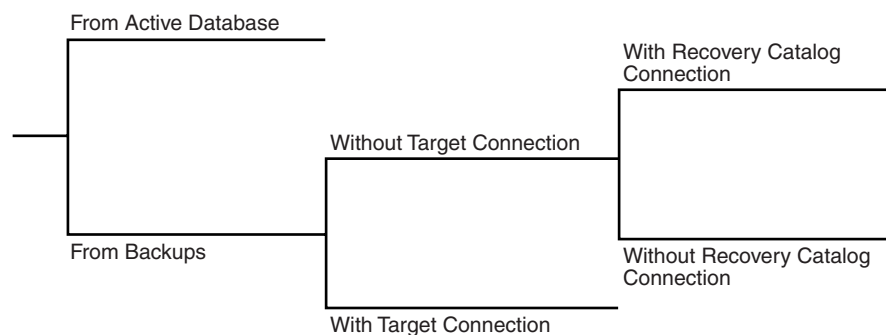 From Active Database
With Recovery Catalog
Connection
Without Target Connection
From Backups
Without Recovery Catalog
Connection
With Target Connection